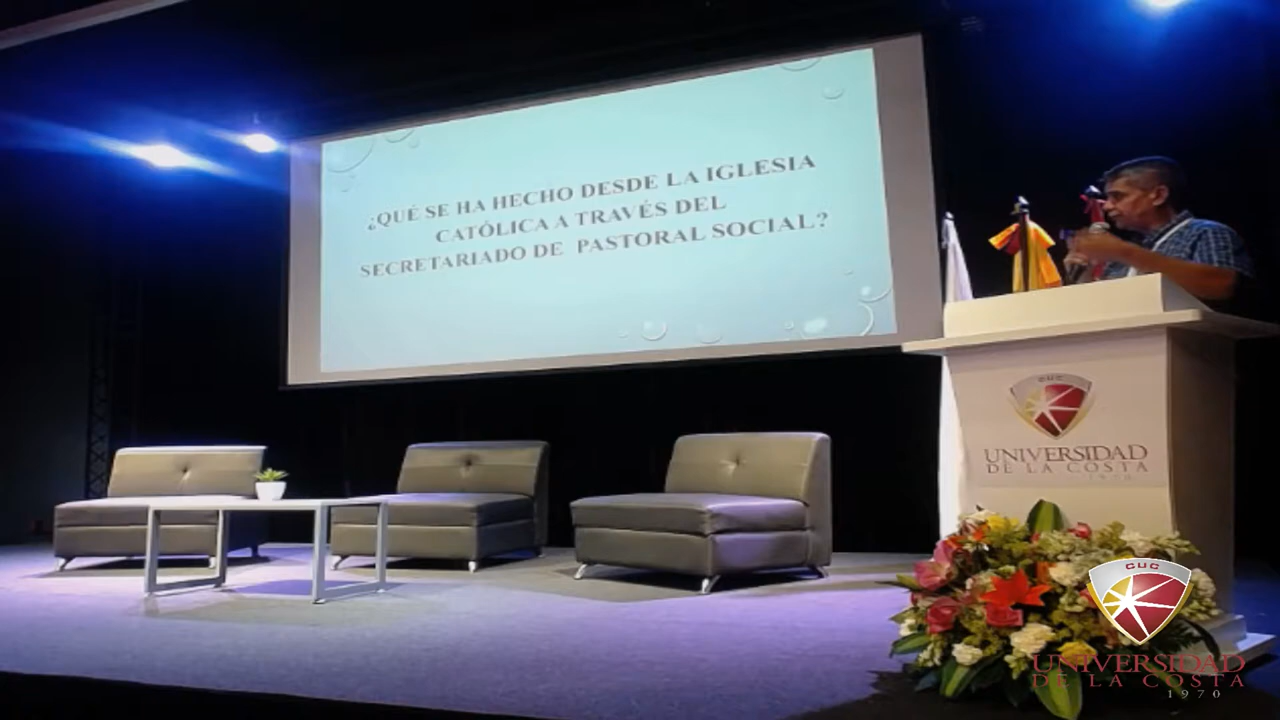 ¿QUÉ SE HA HECHO DESDE LA IGLESIA
CATÓLICA A TRAVÉS DEL
SECRETARIADO DE PASTORAL SOCIAL?
CUC
UNIVERSIDAD
DE LA COSTA
1970
CUC
UNIVERSIDAD
DE LA COSTA
1970